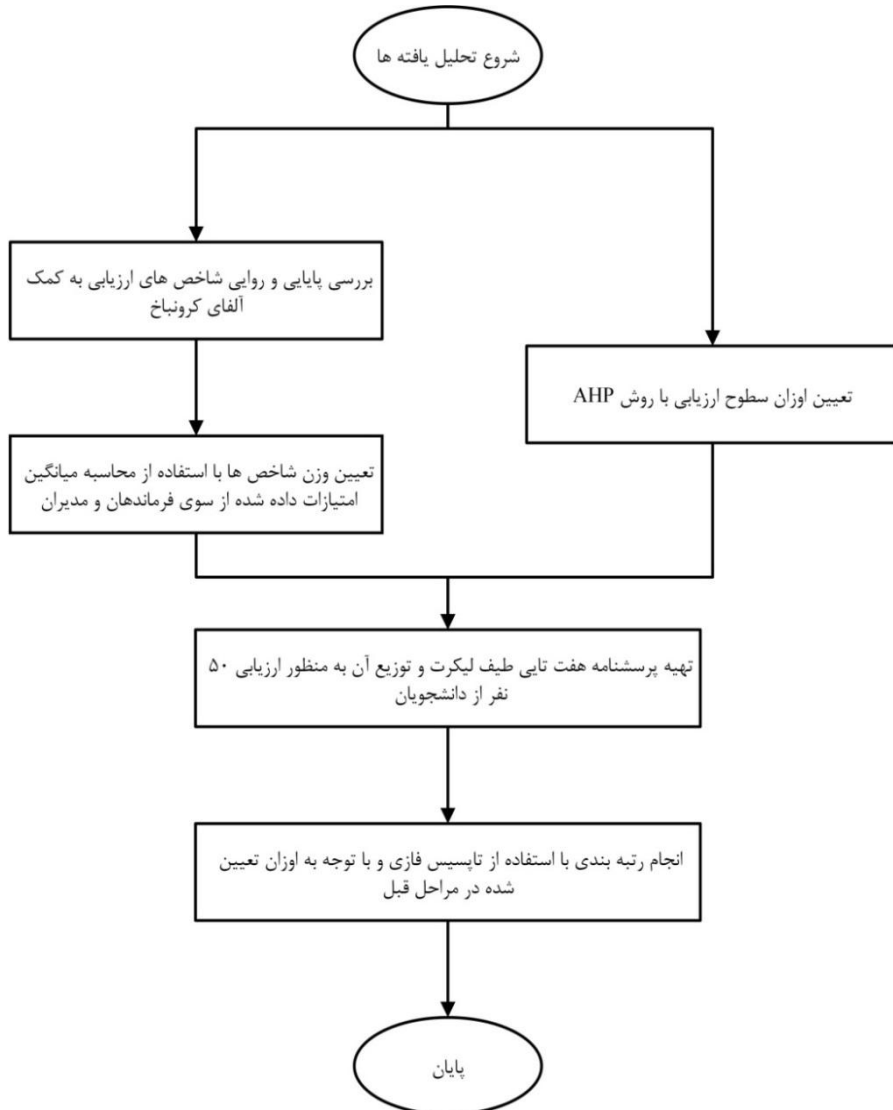 شروع تحلیل یافته ها
بررسی پایایی و روایی شاخص های ارزیابی به کمک
آلفای کرونباخ
تعیین اوزان سطوح ارزیابی با روش AHP
تعیین وزن شاخص ها با استفاده از محاسبه میانگین
امتیازات داده شده از سوی فرماندهان و مدیران
تهیه پرسشنامه هفت تایی طیف لیکرت و توزیع آن به منظور ارزیابی ۵۰
نفر از دانشجویان
انجام رتبه بندی با استفاده از تاپسیس فازی و با توجه به اوزان تعیین
شده در مراحل قبل
پایان